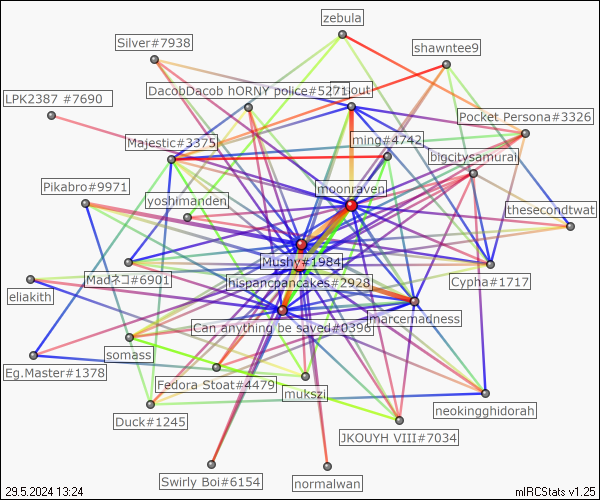 zebula
Silver#7938
shawntee9
DacobDacob hORNY police#5271
out
LPK2387 #7690
Pocket Persona#3326
Majestic#3375
ming#4742
bigcitysamurai
Pikabro#9971
moonraven
yoshimanden
thesecondtwat
Mushy#1984
Madネコ#6901
hispancpancakes#2928
Cypha#1717
eliakith
marcemadness
Can anything be saved#0396
somass
Eg.Master#1378
Fedora Stoat#4479
mukszi
neokingghidorah
Duck#1245
JKOUYH VIII#7034
Swirly Boi#6154
normalwan
29.5.2024 13:24
mIRCStats v1.25